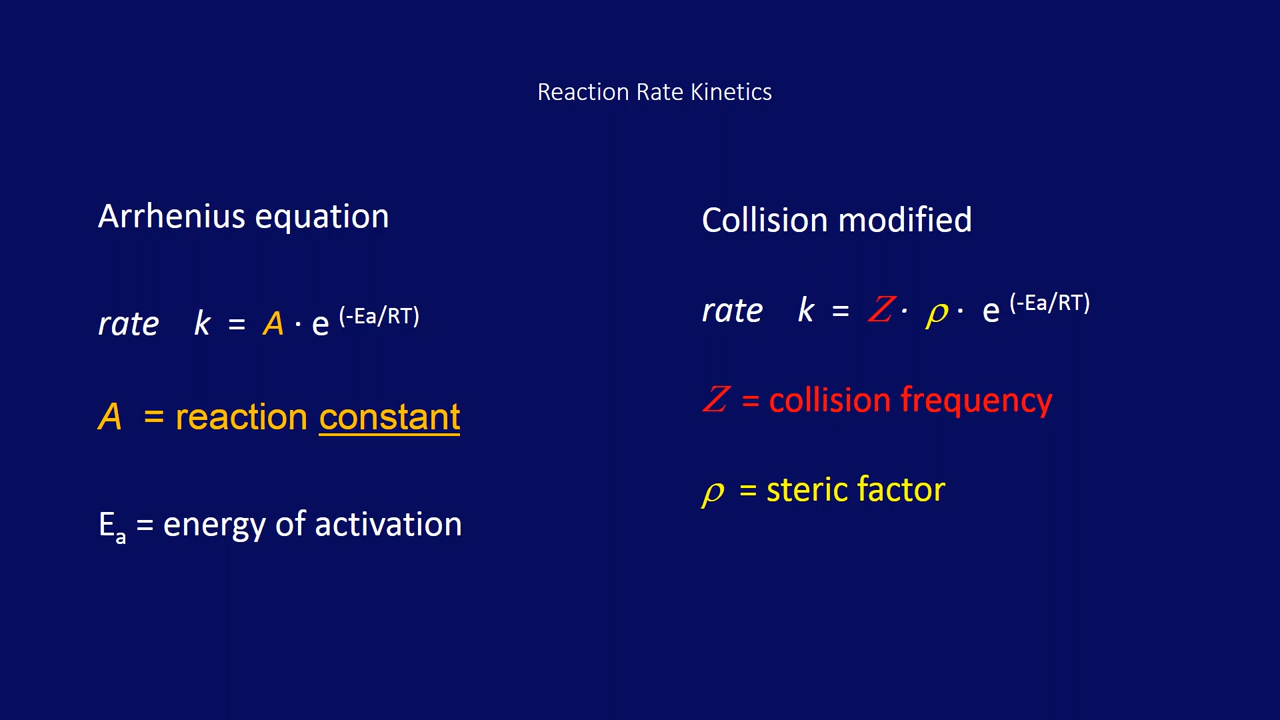 Reaction Rate Kinetics
Arrhenius equation
rate k = A · e (-Ea/RT)
A = reaction constant
Ea = energy of activation
Collision modified
rate k = Z · ρ · e (-Ea/RT)
Z = collision frequency
ρ = steric factor